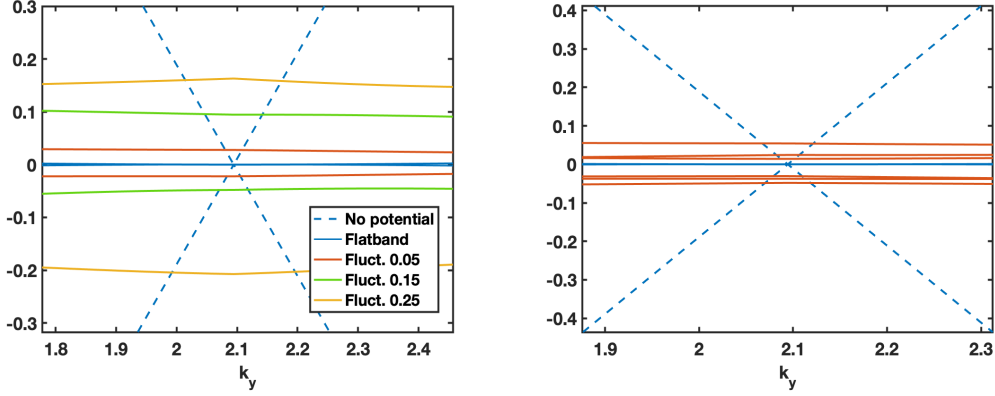 0.3
0.2
0.1
0
-0.1
-0.2
-0.3
1.8 1.9 2 2.1 2.2 2.3 2.4
k_y
No potential
Flatband
Fluct. 0.05
Fluct. 0.15
Fluct. 0.25
0.4
0.3
0.2
0.1
0
-0.1
-0.2
-0.3
-0.4
1.9 2 2.1 2.2 2.3
k_y